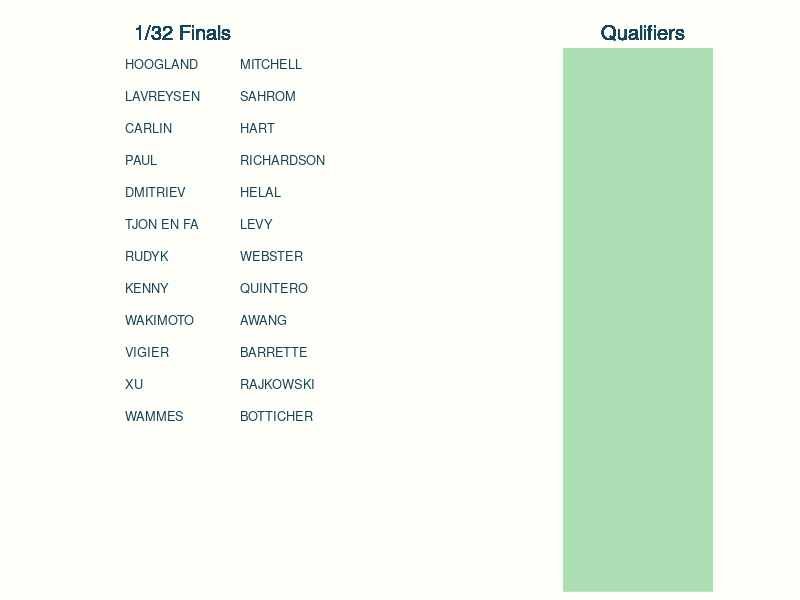 1/32 Finals Qualifiers
HOOGLAND MITCHELL
LAVREYSEN SAHROM
CARLIN HART
PAUL RICHARDSON
DMITRIEV HELAL
TJON EN FA LEVY
RUDYK WEBSTER
KENNY QUINTERO
WAKIMOTO AWANG
VIGIER BARRETTE
XU RAJKOWSKI
WAMMES BOTTICHER